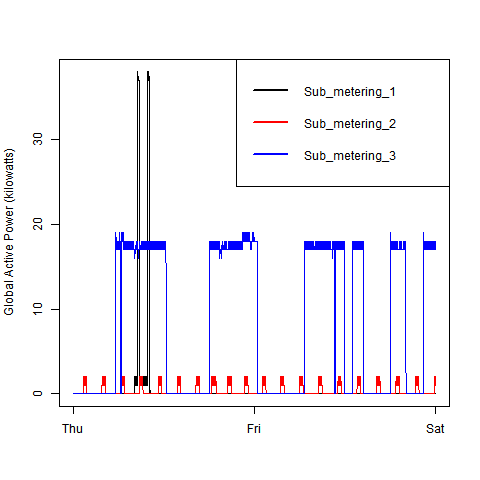 Sub_metering_1
Sub_metering_2
Sub_metering_3
Global Active Power (kilowatts)
30
20
10
0
Thu Fri Sat